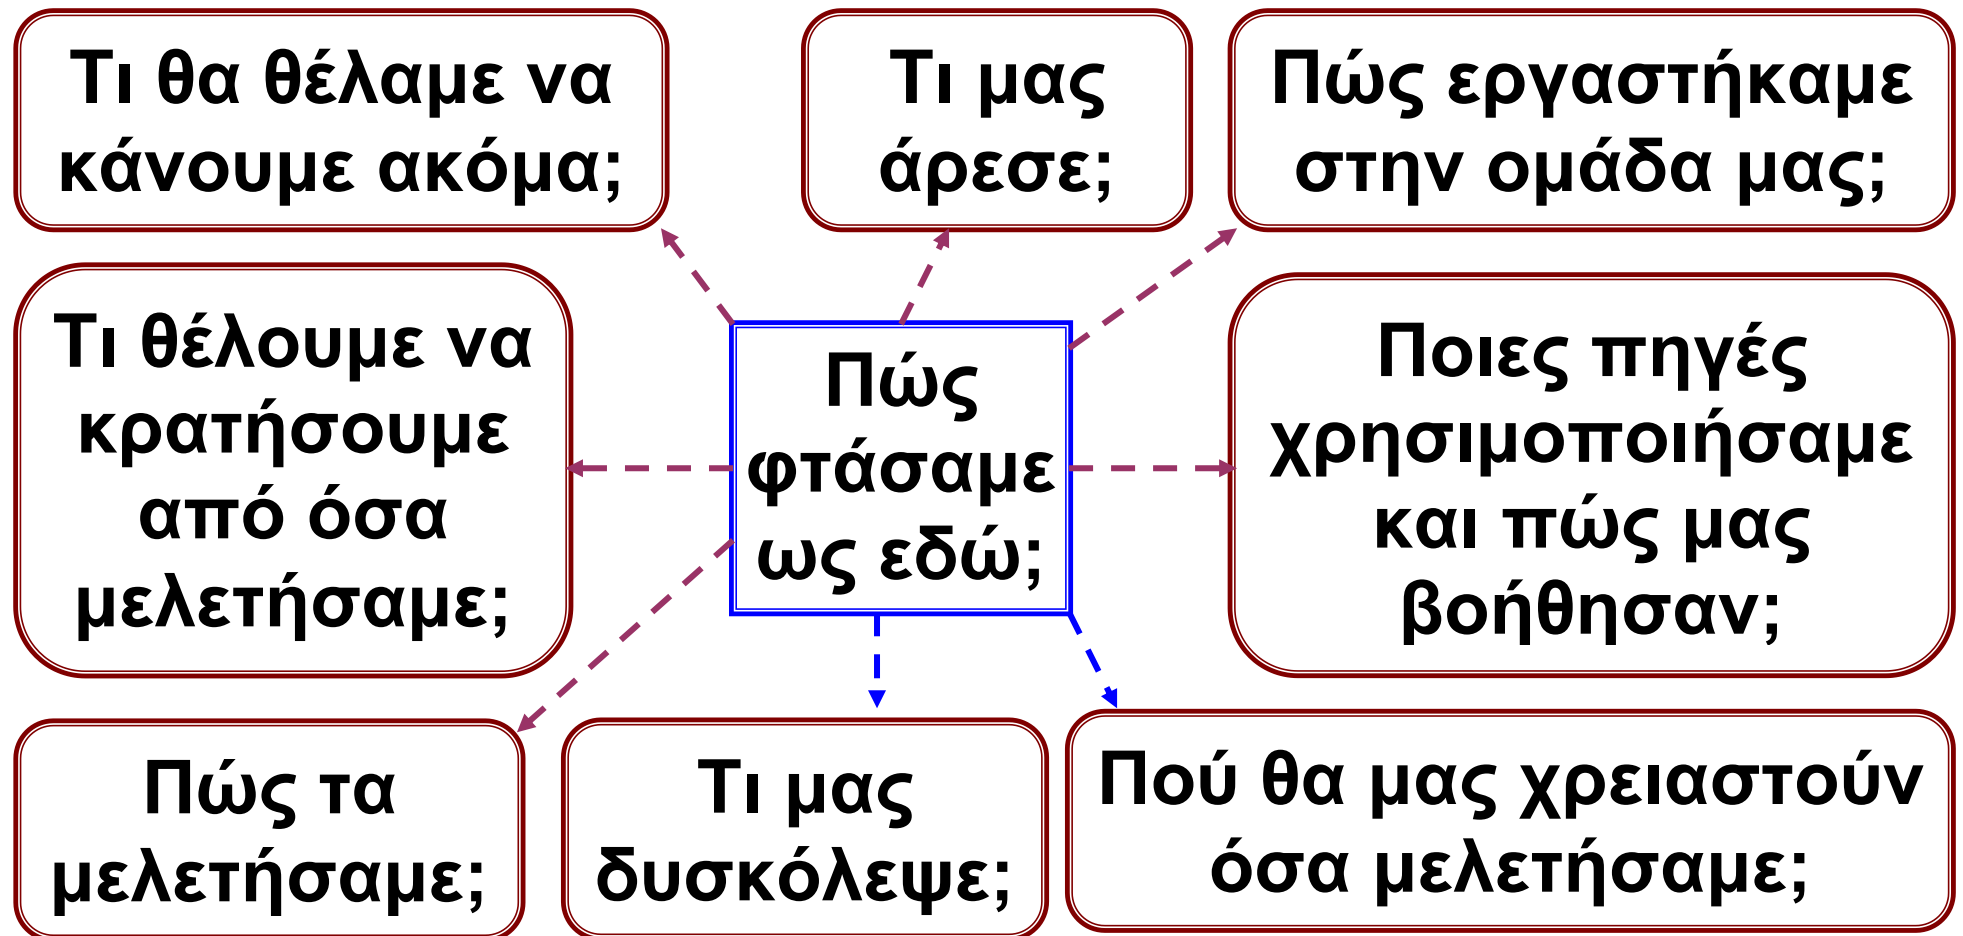 Τι θα θέλαμε να
κάνουμε ακόμα;
Τι μας
άρεσε;
Πώς εργαστήκαμε
στην ομάδα μας;
Τι θέλουμε να
κρατήσουμε
από όσα
μελετήσαμε;
Πώς
φτάσαμε
ως εδώ;
Ποιες πηγές
χρησιμοποιήσαμε
και πώς μας
βοήθησαν;
Πώς τα
μελετήσαμε;
Τι μας
δυσκόλεψε;
Πού θα μας χρειαστούν
όσα μελετήσαμε;